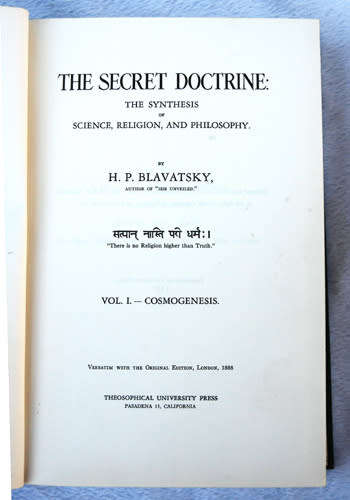 THE SECRET DOCTRINE:
THE SYNTHESIS
OF
SCIENCE, RELIGION, AND PHILOSOPHY.
BY
H. P. BLAVATSKY,
AUTHOR OF "ISIS UNVEILED."
सत्यान् नास्ति परो धर्मः।
"There is no Religion higher than Truth."
VOL. I. — COSMOGENESIS.
VERBATIM WITH THE ORIGINAL EDITION, LONDON, 1888
THEOSOPHICAL UNIVERSITY PRESS
PASADENA 15, CALIFORNIA